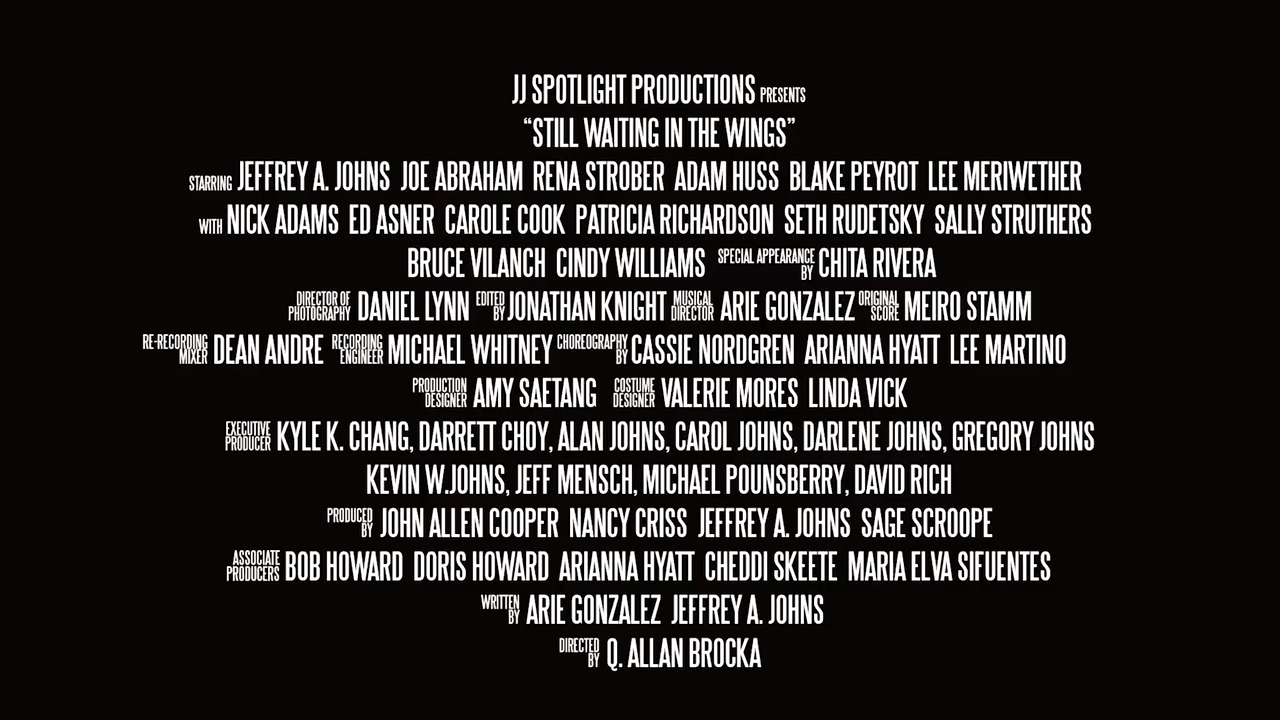 JJ SPOTLIGHT PRODUCTIONS PRESENTS
“STILL WAITING IN THE WINGS”
STARRING JEFFREY A. JOHNS JOE ABRAHAM RENA STROBER ADAM HUSS BLAKE PEYROT LEE MERIWETHER
WITH NICK ADAMS ED ASNER CAROLE COOK PATRICIA RICHARDSON SETH RUDETSKY SALLY STRUTHERS
BRUCE VILANCH CINDY WILLIAMS SPECIAL APPEARANCE BY CHITA RIVERA
DIRECTOR OF PHOTOGRAPHY DANIEL LYNN EDITED BY JONATHAN KNIGHT MUSICAL DIRECTOR ARIE GONZALEZ ORIGINAL SCORE MEIRO STAMM
RE-RECORDING MIXER DEAN ANDRE RECORDING ENGINEER MICHAEL WHITNEY CHOREOGRAPHY BY CASSIE NORDGREN ARIANNA HYATT LEE MARTINO
PRODUCTION DESIGNER AMY SAETANG COSTUME DESIGNER VALERIE MORES LINDA VICK
EXECUTIVE PRODUCER KYLE K. CHANG, DARRETT CHOY, ALAN JOHNS, CAROL JOHNS, DARLENE JOHNS, GREGORY JOHNS
KEVIN W.JOHNS, JEFF MENSCH, MICHAEL POUNSBERRY, DAVID RICH
PRODUCED BY JOHN ALLEN COOPER NANCY CRISS JEFFREY A. JOHNS SAGE SCROOPE
ASSOCIATE PRODUCERS BOB HOWARD DORIS HOWARD ARIANNA HYATT CHEDDI SKEETE MARIA ELVA SIFUENTES
WRITTEN BY ARIE GONZALEZ JEFFREY A. JOHNS
DIRECTED BY Q. ALLAN BROCKA